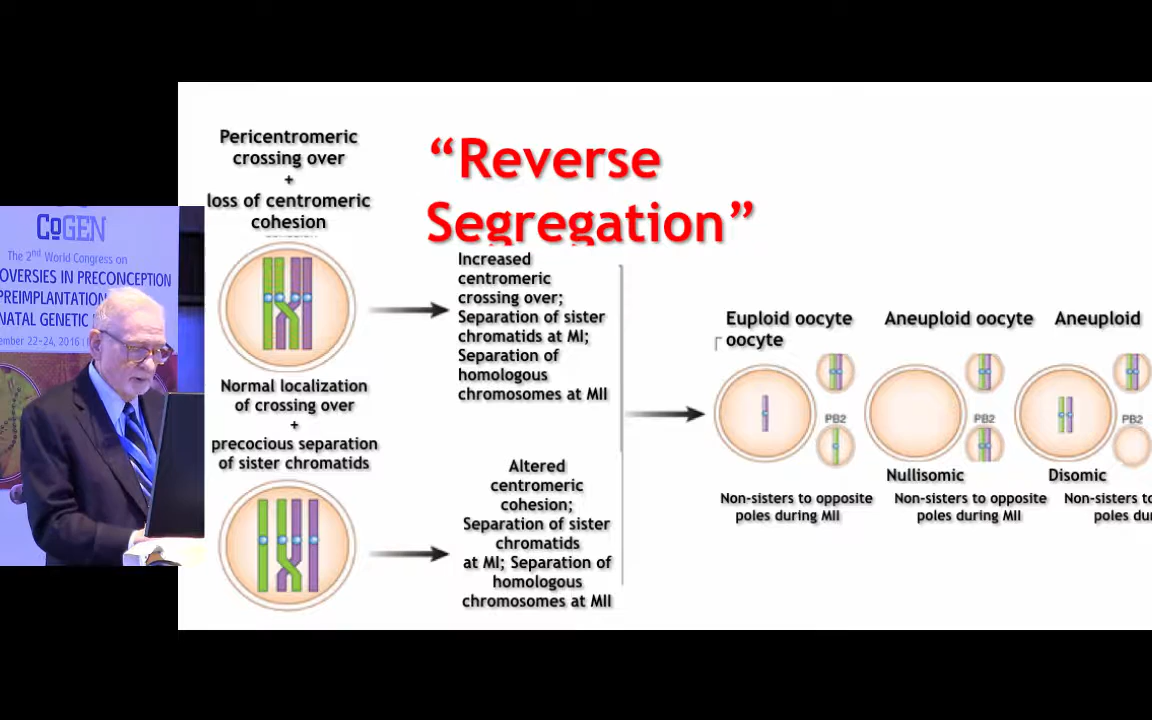 Pericentromeric
crossing over
+
loss of centromeric
cohesion
“Reverse
Segregation”
Increased
centromeric
crossing over;
Separation of sister
chromatids at MI;
Separation of
homologous
chromosomes at MII
Normal localization
of crossing over
+
precocious separation
of sister chromatids
Altered
centromeric
cohesion;
Separation of sister
chromatids
at MI; Separation of
homologous
chromosomes at MII
Euploid oocyte
oocyte
PB2
Non-sisters to opposite
poles during MII
Aneuploid oocyte
PB2
Nullisomic
Non-sisters to opposite
poles during MII
Aneuploid
PB2
Disomic
Non-sisters t
poles du
CoGEN
The 2nd World Congress on
OVERSIES IN PRECONCEPTION
PREIMPLANTATION
NATAL GENETIC
mber 22-24, 2016